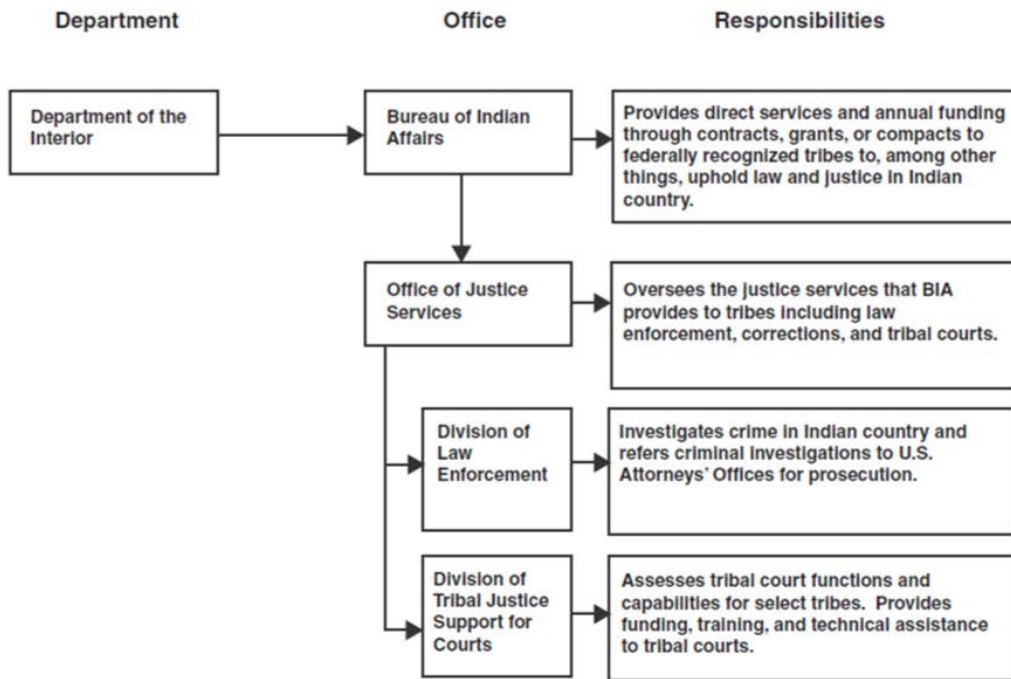 Department
Office
Responsibilities
Department of the
Interior
Bureau of Indian
Affairs
Provides direct services and annual funding
through contracts, grants, or compacts to
federally recognized tribes to, among other
things, uphold law and justice in Indian
country.
Office of Justice
Services
Oversees the justice services that BIA
provides to tribes including law
enforcement, corrections, and tribal courts.
Division of
Law
Enforcement
Investigates crime in Indian country and
refers criminal investigations to U.S.
Attorneys' Offices for prosecution.
Division of
Tribal Justice
Support for
Courts
Assesses tribal court functions and
capabilities for select tribes. Provides
funding, training, and technical assistance
to tribal courts.